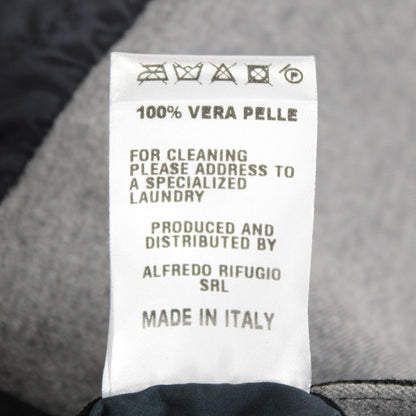 P
100% VERA PELLE
FOR CLEANING
PLEASE ADDRESS TO
A SPECIALIZED
LAUNDRY
PRODUCED AND
DISTRIBUTED BY
ALFREDO RIFUGIO
SRL
MADE IN ITALY